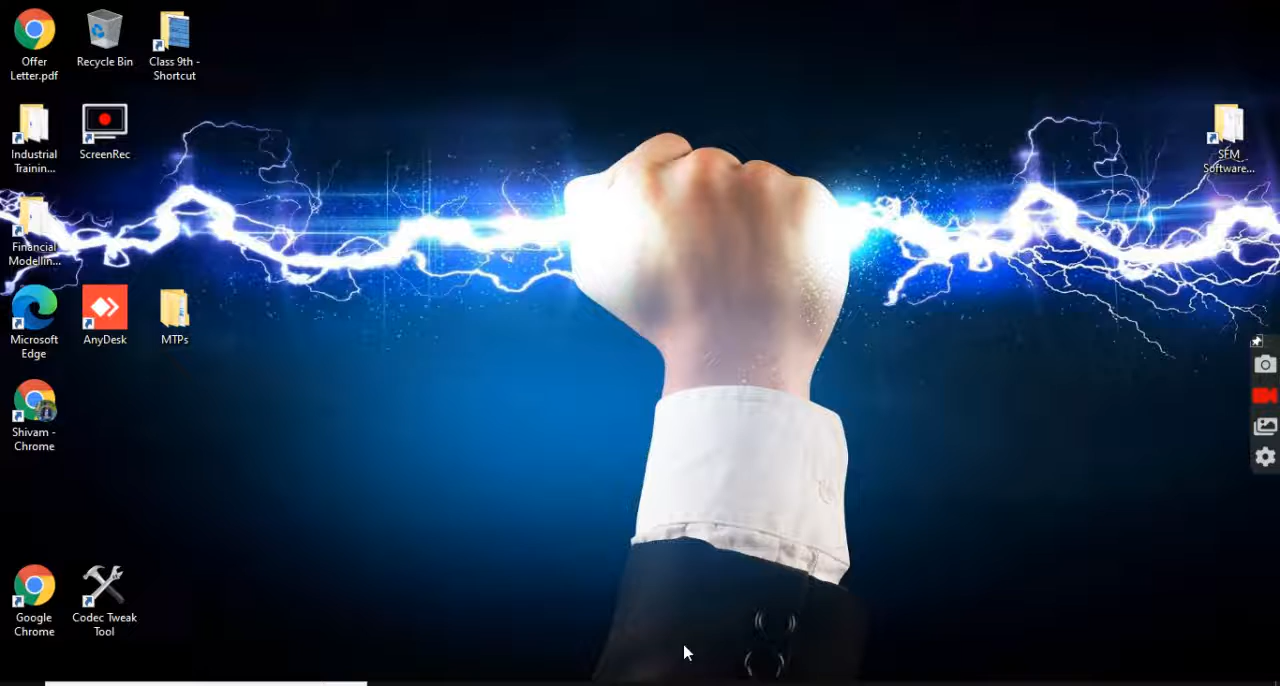 Offer
Letter.pdf
Recycle Bin
Class 9th -
Shortcut
Industrial
Trainin...
ScreenRec
SFM
Software...
Financial
Modellin...
Microsoft
Edge
AnyDesk
MTPs
Shivam -
Chrome
Google
Chrome
Codec Tweak
Tool